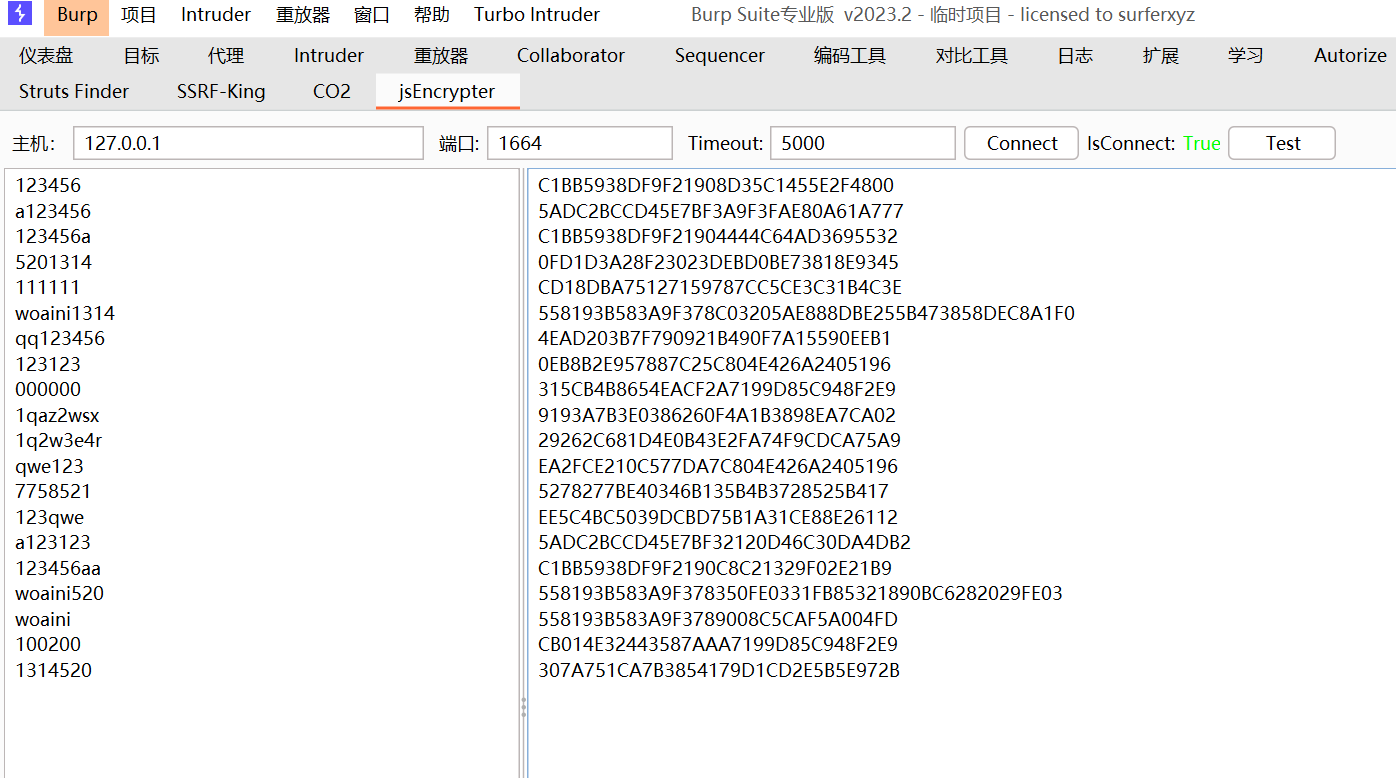 Burp 项目 Intruder 重放器 窗口 帮助 Turbo Intruder Burp Suite专业版 v2023.2 - 临时项目 - licensed to surferxyz
仪表盘 目标 代理 Intruder 重放器 Collaborator Sequencer 编码工具 对比工具 日志 扩展 学习 Autorize
Struts Finder SSRF-King CO2 jsEncrypter
主机: 127.0.0.1 端口: 1664 Timeout: 5000 Connect IsConnect: True Test
123456 C1BB5938DF9F21908D35C1455E2F4800
a123456 5ADC2BCCD45E7BF3A9F3FAE80A61A777
123456a C1BB5938DF9F21904444C64AD3695532
5201314 0FD1D3A28F23023DEBD0BE73818E9345
111111 CD18DBA75127159787CC5CE3C31B4C3E
woaini1314 558193B583A9F378C03205AE888DBE255B473858DEC8A1F0
qq123456 4EAD203B7F790921B490F7A15590EEB1
123123 0EB8B2E957887C25C804E426A2405196
000000 315CB4B8654EACF2A7199D85C948F2E9
1qaz2wsx 9193A7B3E0386260F4A1B3898EA7CA02
1q2w3e4r 29262C681D4E0B43E2FA74F9CDCA75A9
qwe123 EA2FCE210C577DA7C804E426A2405196
7758521 5278277BE40346B135B4B3728525B417
123qwe EE5C4BC5039DCBD75B1A31CE88E26112
a123123 5ADC2BCCD45E7BF32120D46C30DA4DB2
123456aa C1BB5938DF9F2190C8C21329F02E21B9
woaini520 558193B583A9F378350FE0331FB85321890BC6282029FE03
woaini 558193B583A9F3789008C5CAF5A004FD
100200 CB014E32443587AAA7199D85C948F2E9
1314520 307A751CA7B3854179D1CD2E5B5E972B